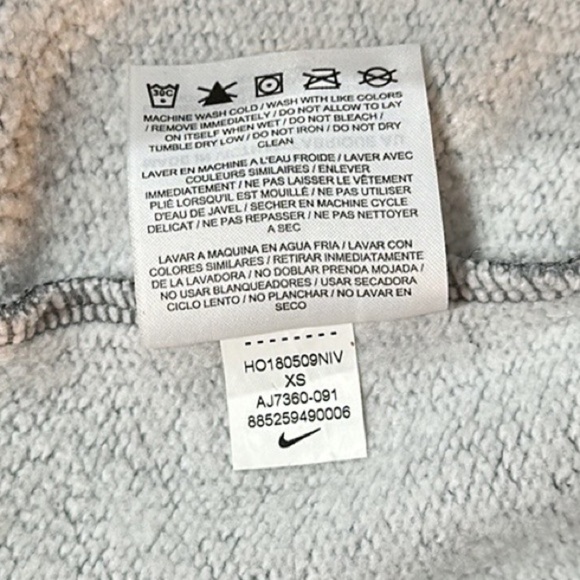 30C
MACHINE WASH COLD / WASH WITH LIKE COLORS
/ REMOVE IMMEDIATELY / DO NOT ALLOW TO LAY
ON ITSELF WHEN WET / DO NOT BLEACH /
TUMBLE DRY LOW / DO NOT IRON / DO NOT DRY
CLEAN
LAVER EN MACHINE A L'EAU FROIDE / LAVER AVEC
COULEURS SIMILAIRES / ENLEVER
IMMEDIATEMENT / NE PAS LAISSER LE VÊTEMENT
PLIÉ LORSQU'IL EST MOUILLÉ / NE PAS UTILISER
D'EAU DE JAVEL / SECHER EN MACHINE CYCLE
DELICAT / NE PAS REPASSER / NE PAS NETTOYER
A SEC
LAVAR A MAQUINA EN AGUA FRIA / LAVAR CON
COLORES SIMILARES / RETIRAR INMEDIATAMENTE
DE LA LAVADORA / NO DOBLAR PRENDA MOJADA /
NO USAR BLANQUEADORES / USAR SECADORA
CICLO LENTO / NO PLANCHAR / NO LAVAR EN
SECO
HO180509NIV
XS
AJ7360-091
885259490006